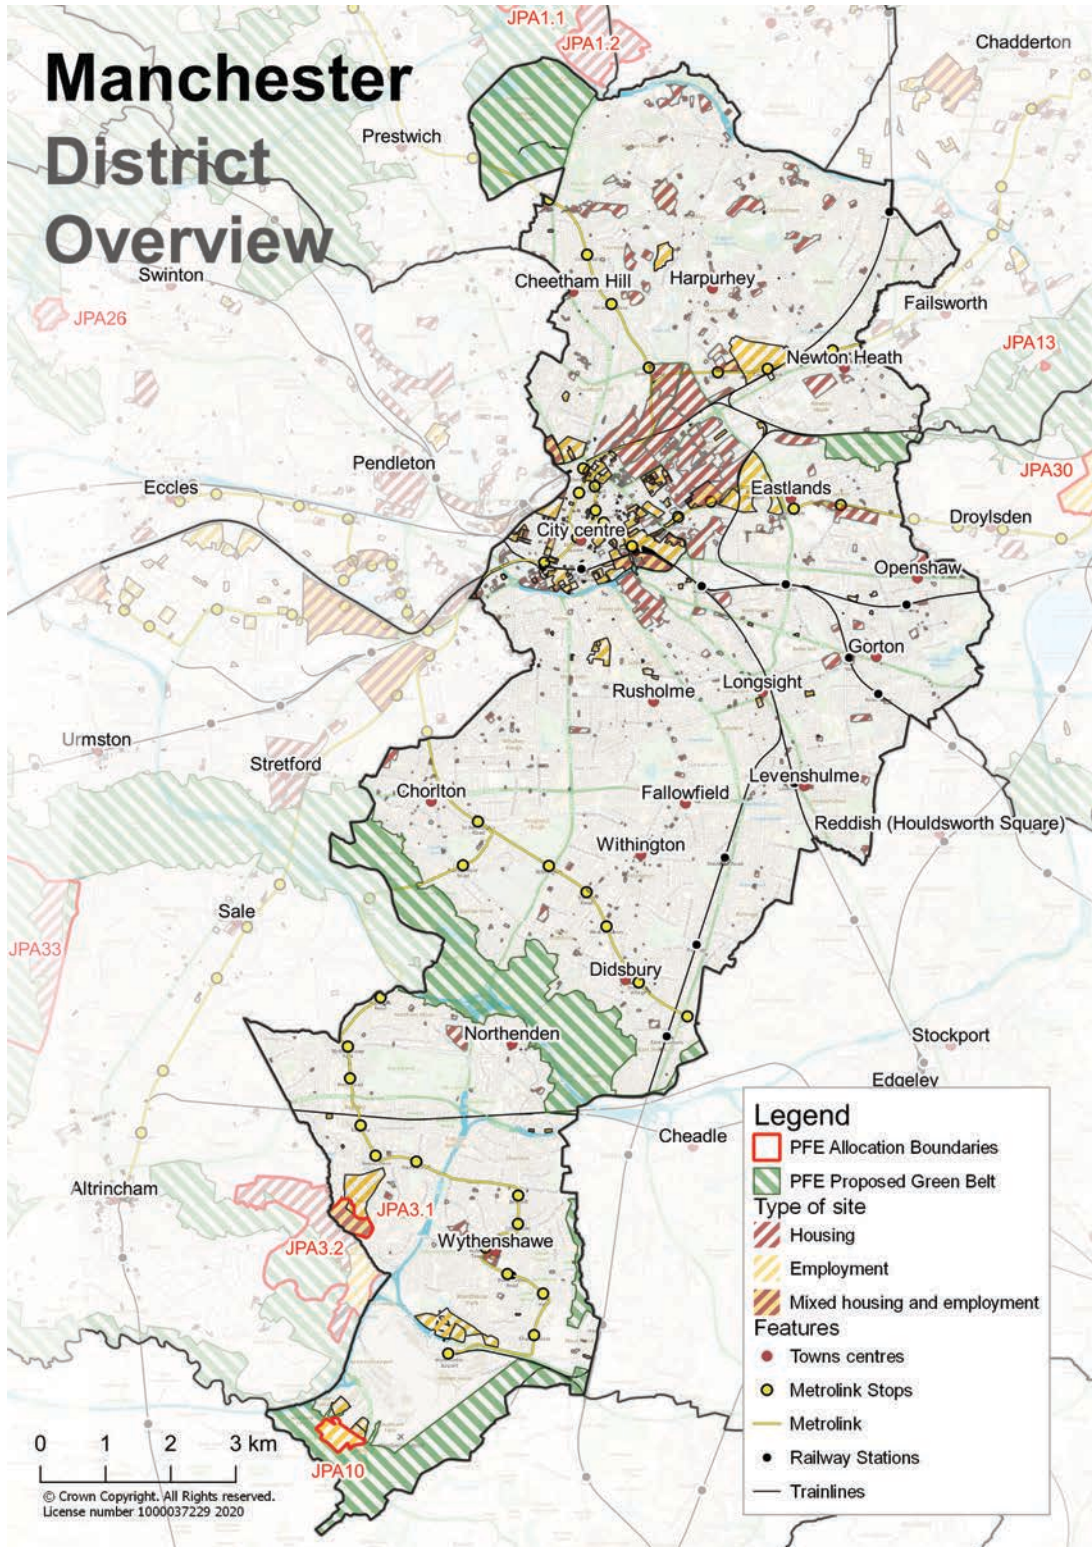 Manchester
District
Overview
JPA1.1
JPA1.2
Chadderton
Prestwich
Swinton
Cheetham Hill
Harpurhey
Failsworth
JPA26
JPA13
Newton Heath
Pendleton
Eccles
Eastlands
JPA30
Droylsden
City centre
Openshaw
Gorton
Longsight
Rusholme
Urmston
Stretford
Levenshulme
Chorlton
Fallowfield
Reddish (Houldsworth Square)
Withington
Sale
JPA33
Didsbury
Northenden
Stockport
Edgeley
Cheadle
Altrincham
JPA3.1
JPA3.2
Wythenshawe
JPA10
Legend
PFE Allocation Boundaries
PFE Proposed Green Belt
Type of site
Housing
Employment
Mixed housing and employment
Features
Towns centres
Metrolink Stops
Metrolink
Railway Stations
Trainlines
0 1 2 3 km
© Crown Copyright. All Rights reserved.
License number 1000037229 2020